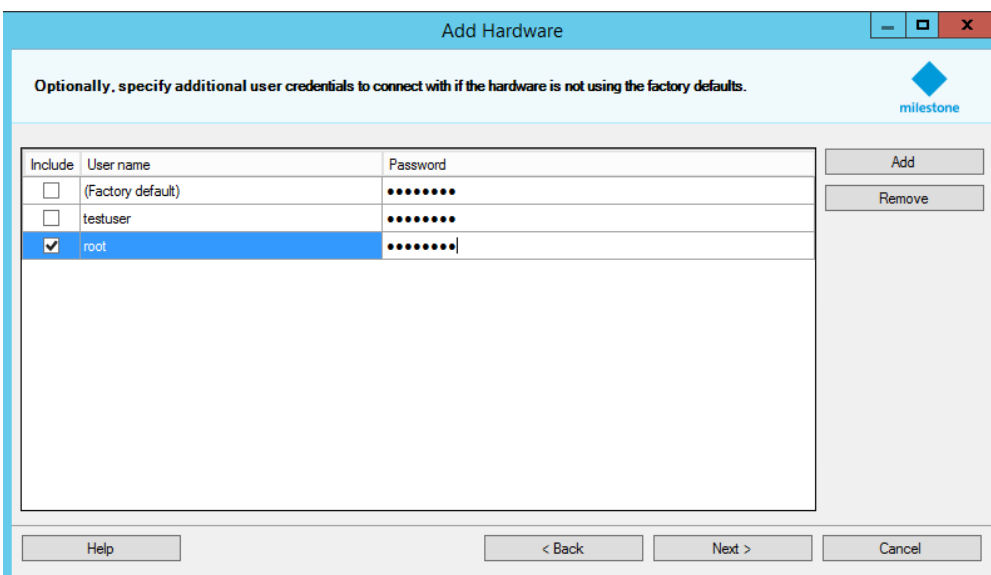 Add Hardware
Optionally, specify additional user credentials to connect with if the hardware is not using the factory defaults.
milestone
Include User name Password
(Factory default) ●●●●●●●●
testuser ●●●●●●●●
root ●●●●●●●●
Add
Remove
Help < Back Next > Cancel